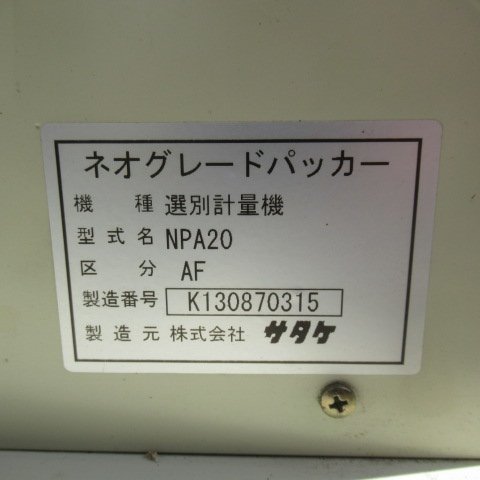 ネオグレードパッカー
機種 選別計量機
型式名 NPA20
区分 AF
製造番号 K130870315
製造元 株式会社 サタケ